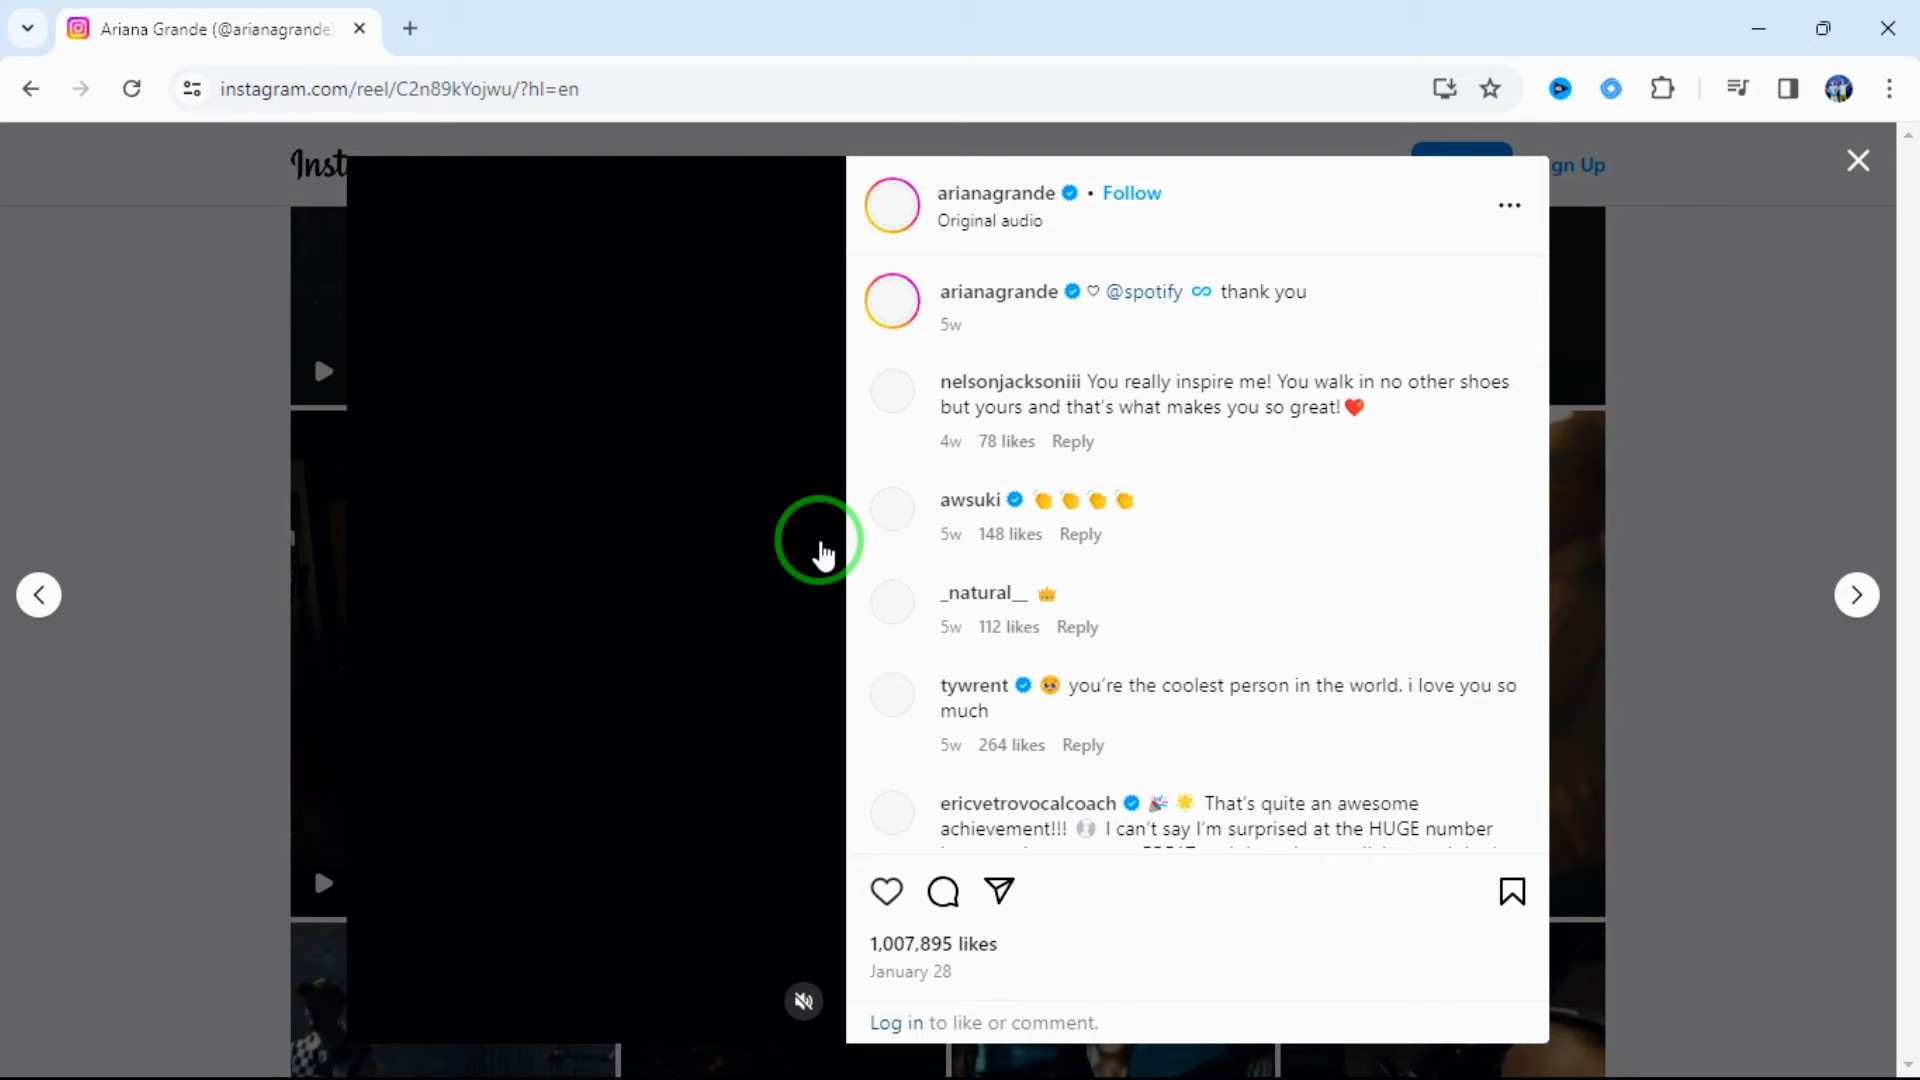 Ariana Grande (@arianagrande
instagram.com/reel/C2n89kYojwu/?hl=en
Inst
gn Up
arianagrande • Follow
Original audio
arianagrande ♡ @spotify thank you
5w
nelsonjacksoniii You really inspire me! You walk in no other shoes
but yours and that's what makes you so great! ❤️
4w 78 likes Reply
awsuki 👏 👏 👏 👏
5w 148 likes Reply
_natural__ 👑
5w 112 likes Reply
tywrent 🥺 you're the coolest person in the world. i love you so
much
5w 264 likes Reply
ericvetrovocalcoach 🎉 🌟 That's quite an awesome
achievement!!! I can't say I'm surprised at the HUGE number
1,007,895 likes
January 28
Log in to like or comment.